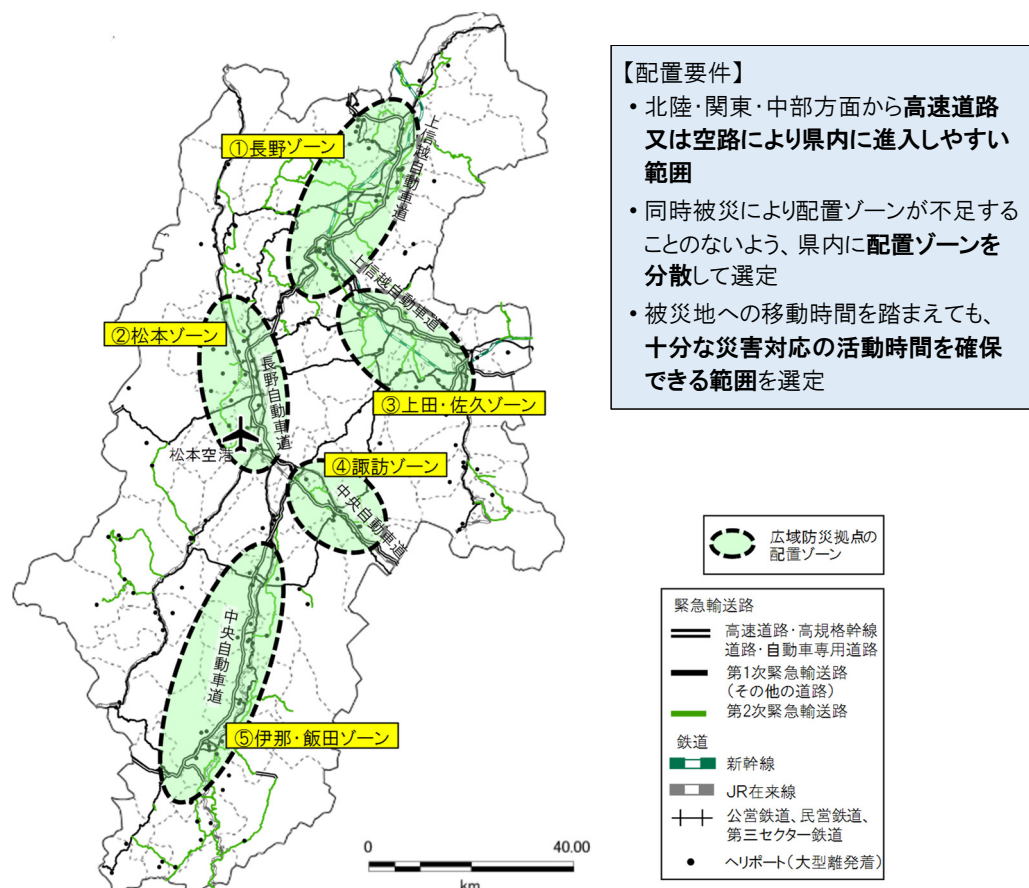 ①長野ゾーン
上信越自動車道
上信越自動車道
②松本ゾーン
長野自動車道
③上田・佐久ゾーン
松本空港
④諏訪ゾーン
中央自動車道
中央自動車道
⑤伊那・飯田ゾーン
0 40.00
km
【配置要件】
• 北陸・関東・中部方面から高速道路
又は空路により県内に進入しやすい
範囲
• 同時被災により配置ゾーンが不足する
ことのないよう、県内に配置ゾーンを
分散して選定
• 被災地への移動時間を踏まえても、
十分な災害対応の活動時間を確保
できる範囲を選定
広域防災拠点の
配置ゾーン
緊急輸送路
高速道路・高規格幹線
道路・自動車専用道路
第1次緊急輸送路
(その他の道路)
第2次緊急輸送路
鉄道
新幹線
JR在来線
公営鉄道、民営鉄道、
第三セクター鉄道
ヘリポート(大型離発着)